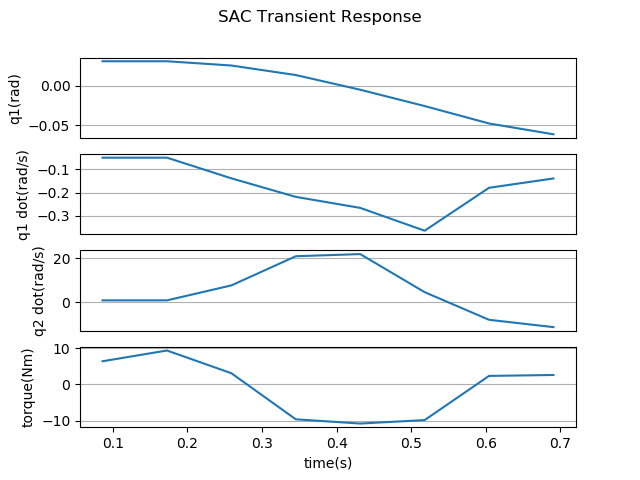 SAC Transient Response
q1(rad)
0.00
−0.05
q1 dot(rad/s)
−0.1
−0.2
−0.3
q2 dot(rad/s)
20
0
torque(Nm)
10
0
−10
0.1 0.2 0.3 0.4 0.5 0.6 0.7
time(s)